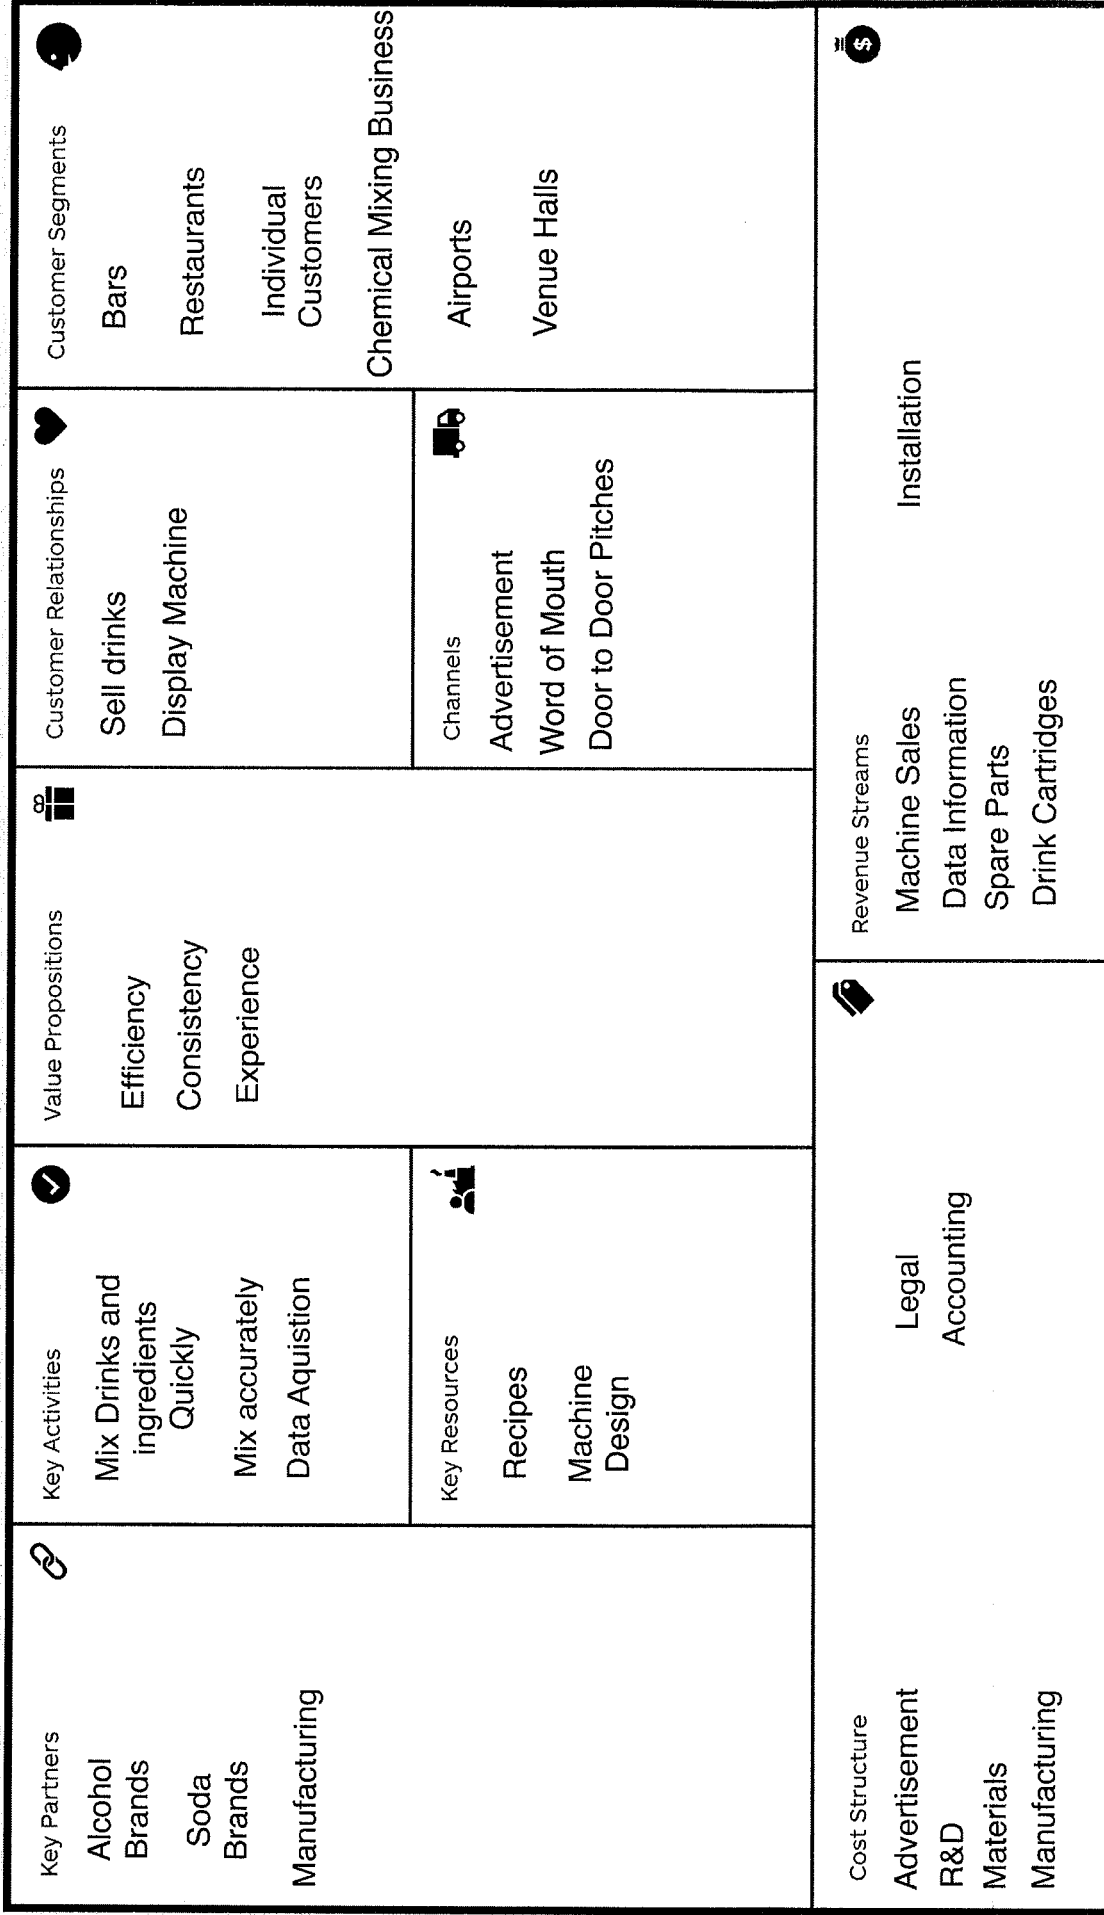 Key Partners
Alcohol
Brands
Soda
Brands
Manufacturing
Key Activities
Mix Drinks and
ingredients
Quickly
Mix accurately
Data Aquistion
Key Resources
Recipes
Machine
Design
Value Propositions
Efficiency
Consistency
Experience
Customer Relationships
Sell drinks
Display Machine
Channels
Advertisement
Word of Mouth
Door to Door Pitches
Customer Segments
Bars
Restaurants
Individual
Customers
Chemical Mixing Business
Airports
Venue Halls
Cost Structure
Advertisement
R&D
Materials
Manufacturing
Legal
Accounting
Revenue Streams
Machine Sales
Data Information
Spare Parts
Drink Cartridges
Installation